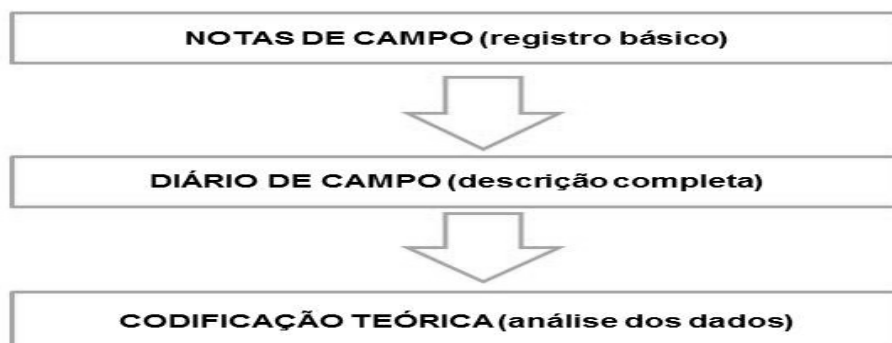 NOTAS DE CAMPO (registro básico)
DIÁRIO DE CAMPO (descrição completa)
CODIFICAÇÃO TEÓRICA (análise dos dados)